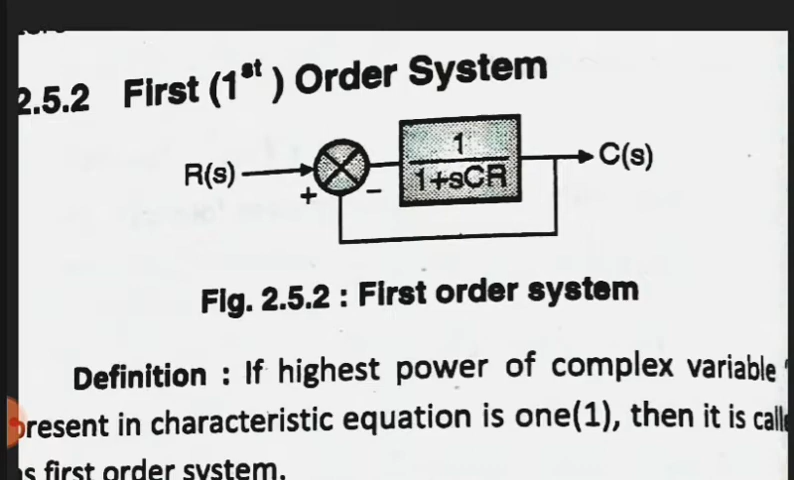 2.5.2 First (1st) Order System
R(s) + − 1/1+sCR C(s)
Fig. 2.5.2 : First order system
Definition : If highest power of complex variable
present in characteristic equation is one(1), then it is
as first order system.